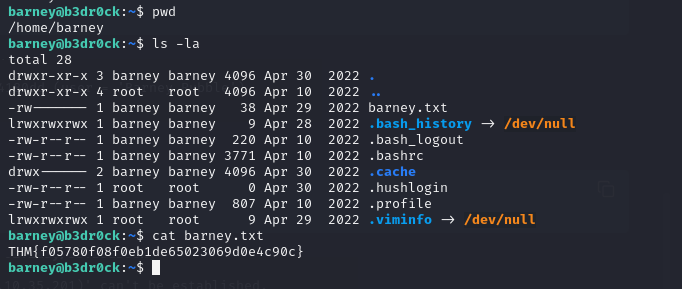 barney@b3dr0ck:~$ pwd
/home/barney
barney@b3dr0ck:~$ ls -la
total 28
drwxr-xr-x 3 barney barney 4096 Apr 30  2022 .
drwxr-xr-x 4 root   root   4096 Apr 10  2022 ..
-rw------- 1 barney barney   38 Apr 29  2022 barney.txt
lrwxrwxrwx 1 barney barney    9 Apr 28  2022 .bash_history -> /dev/null
-rw-r--r-- 1 barney barney  220 Apr 10  2022 .bash_logout
-rw-r--r-- 1 barney barney 3771 Apr 10  2022 .bashrc
drwx------ 2 barney barney 4096 Apr 30  2022 .cache
-rw-r--r-- 1 root   root      0 Apr 30  2022 .hushlogin
-rw-r--r-- 1 barney barney  807 Apr 10  2022 .profile
lrwxrwxrwx 1 root   root      9 Apr 29  2022 .viminfo -> /dev/null
barney@b3dr0ck:~$ cat barney.txt
THM{f05780f08f0eb1de65023069d0e4c90c}
barney@b3dr0ck:~$